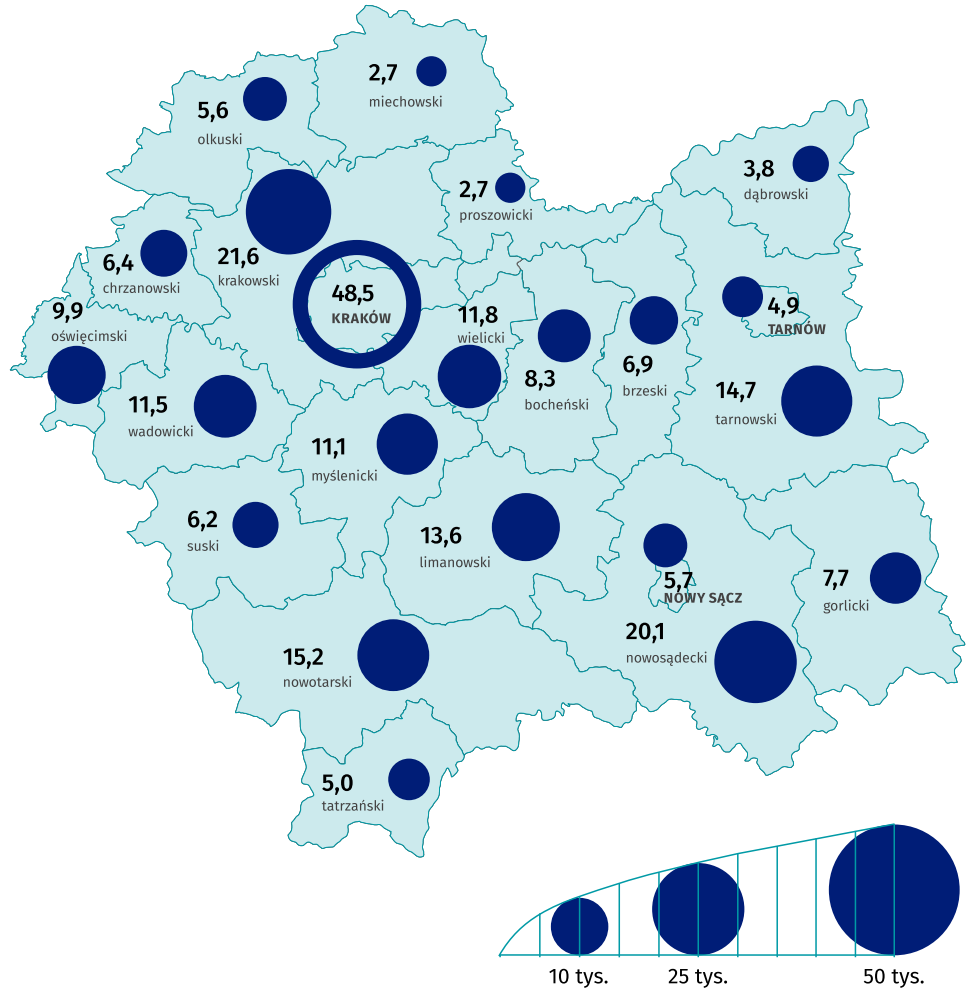 2,7
miechowski
5,6
olkuski
3,8
dąbrowski
2,7
proszowicki
21,6
krakowski
6,4
chrzanowski
48,5
KRAKÓW
4,9
TARNÓW
9,9
oświęcimski
11,8
wielicki
8,3
bocheński
6,9
brzeski
14,7
tarnowski
11,5
wadowicki
11,1
myślenicki
6,2
suski
13,6
limanowski
5,7
NOWY SĄCZ
7,7
gorlicki
20,1
nowosądecki
15,2
nowotarski
5,0
tatrzański
10 tys. 25 tys. 50 tys.